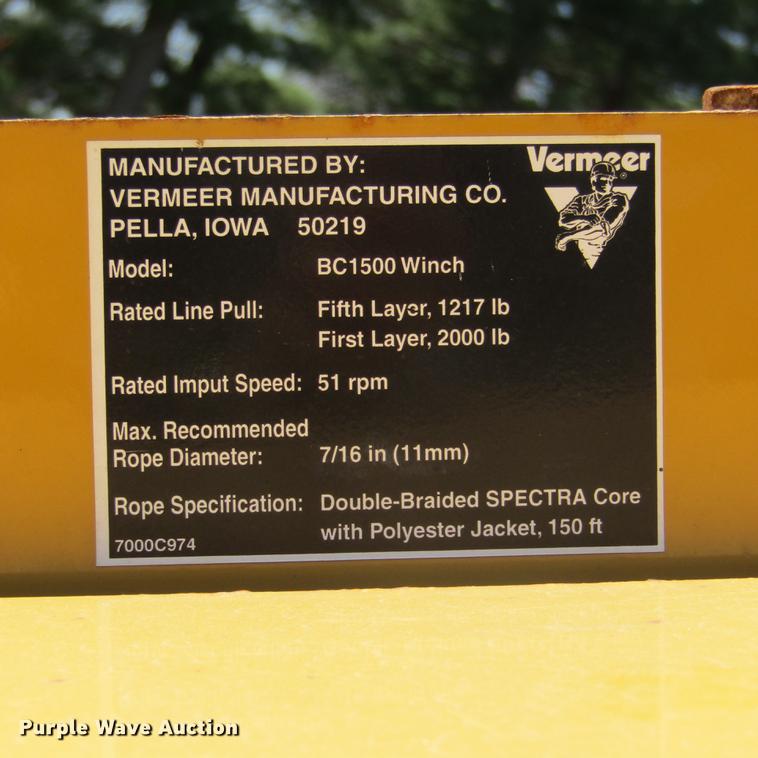 MANUFACTURED BY:
Vermeer ®
VERMEER MANUFACTURING CO.
PELLA, IOWA 50219
Model: BC1500 Winch
Rated Line Pull: Fifth Layer, 1217 lb
First Layer, 2000 lb
Rated Imput Speed: 51 rpm
Max. Recommended
Rope Diameter: 7/16 in (11mm)
Rope Specification: Double-Braided SPECTRA Core
with Polyester Jacket, 150 ft
7000C974
Purple Wave Auction